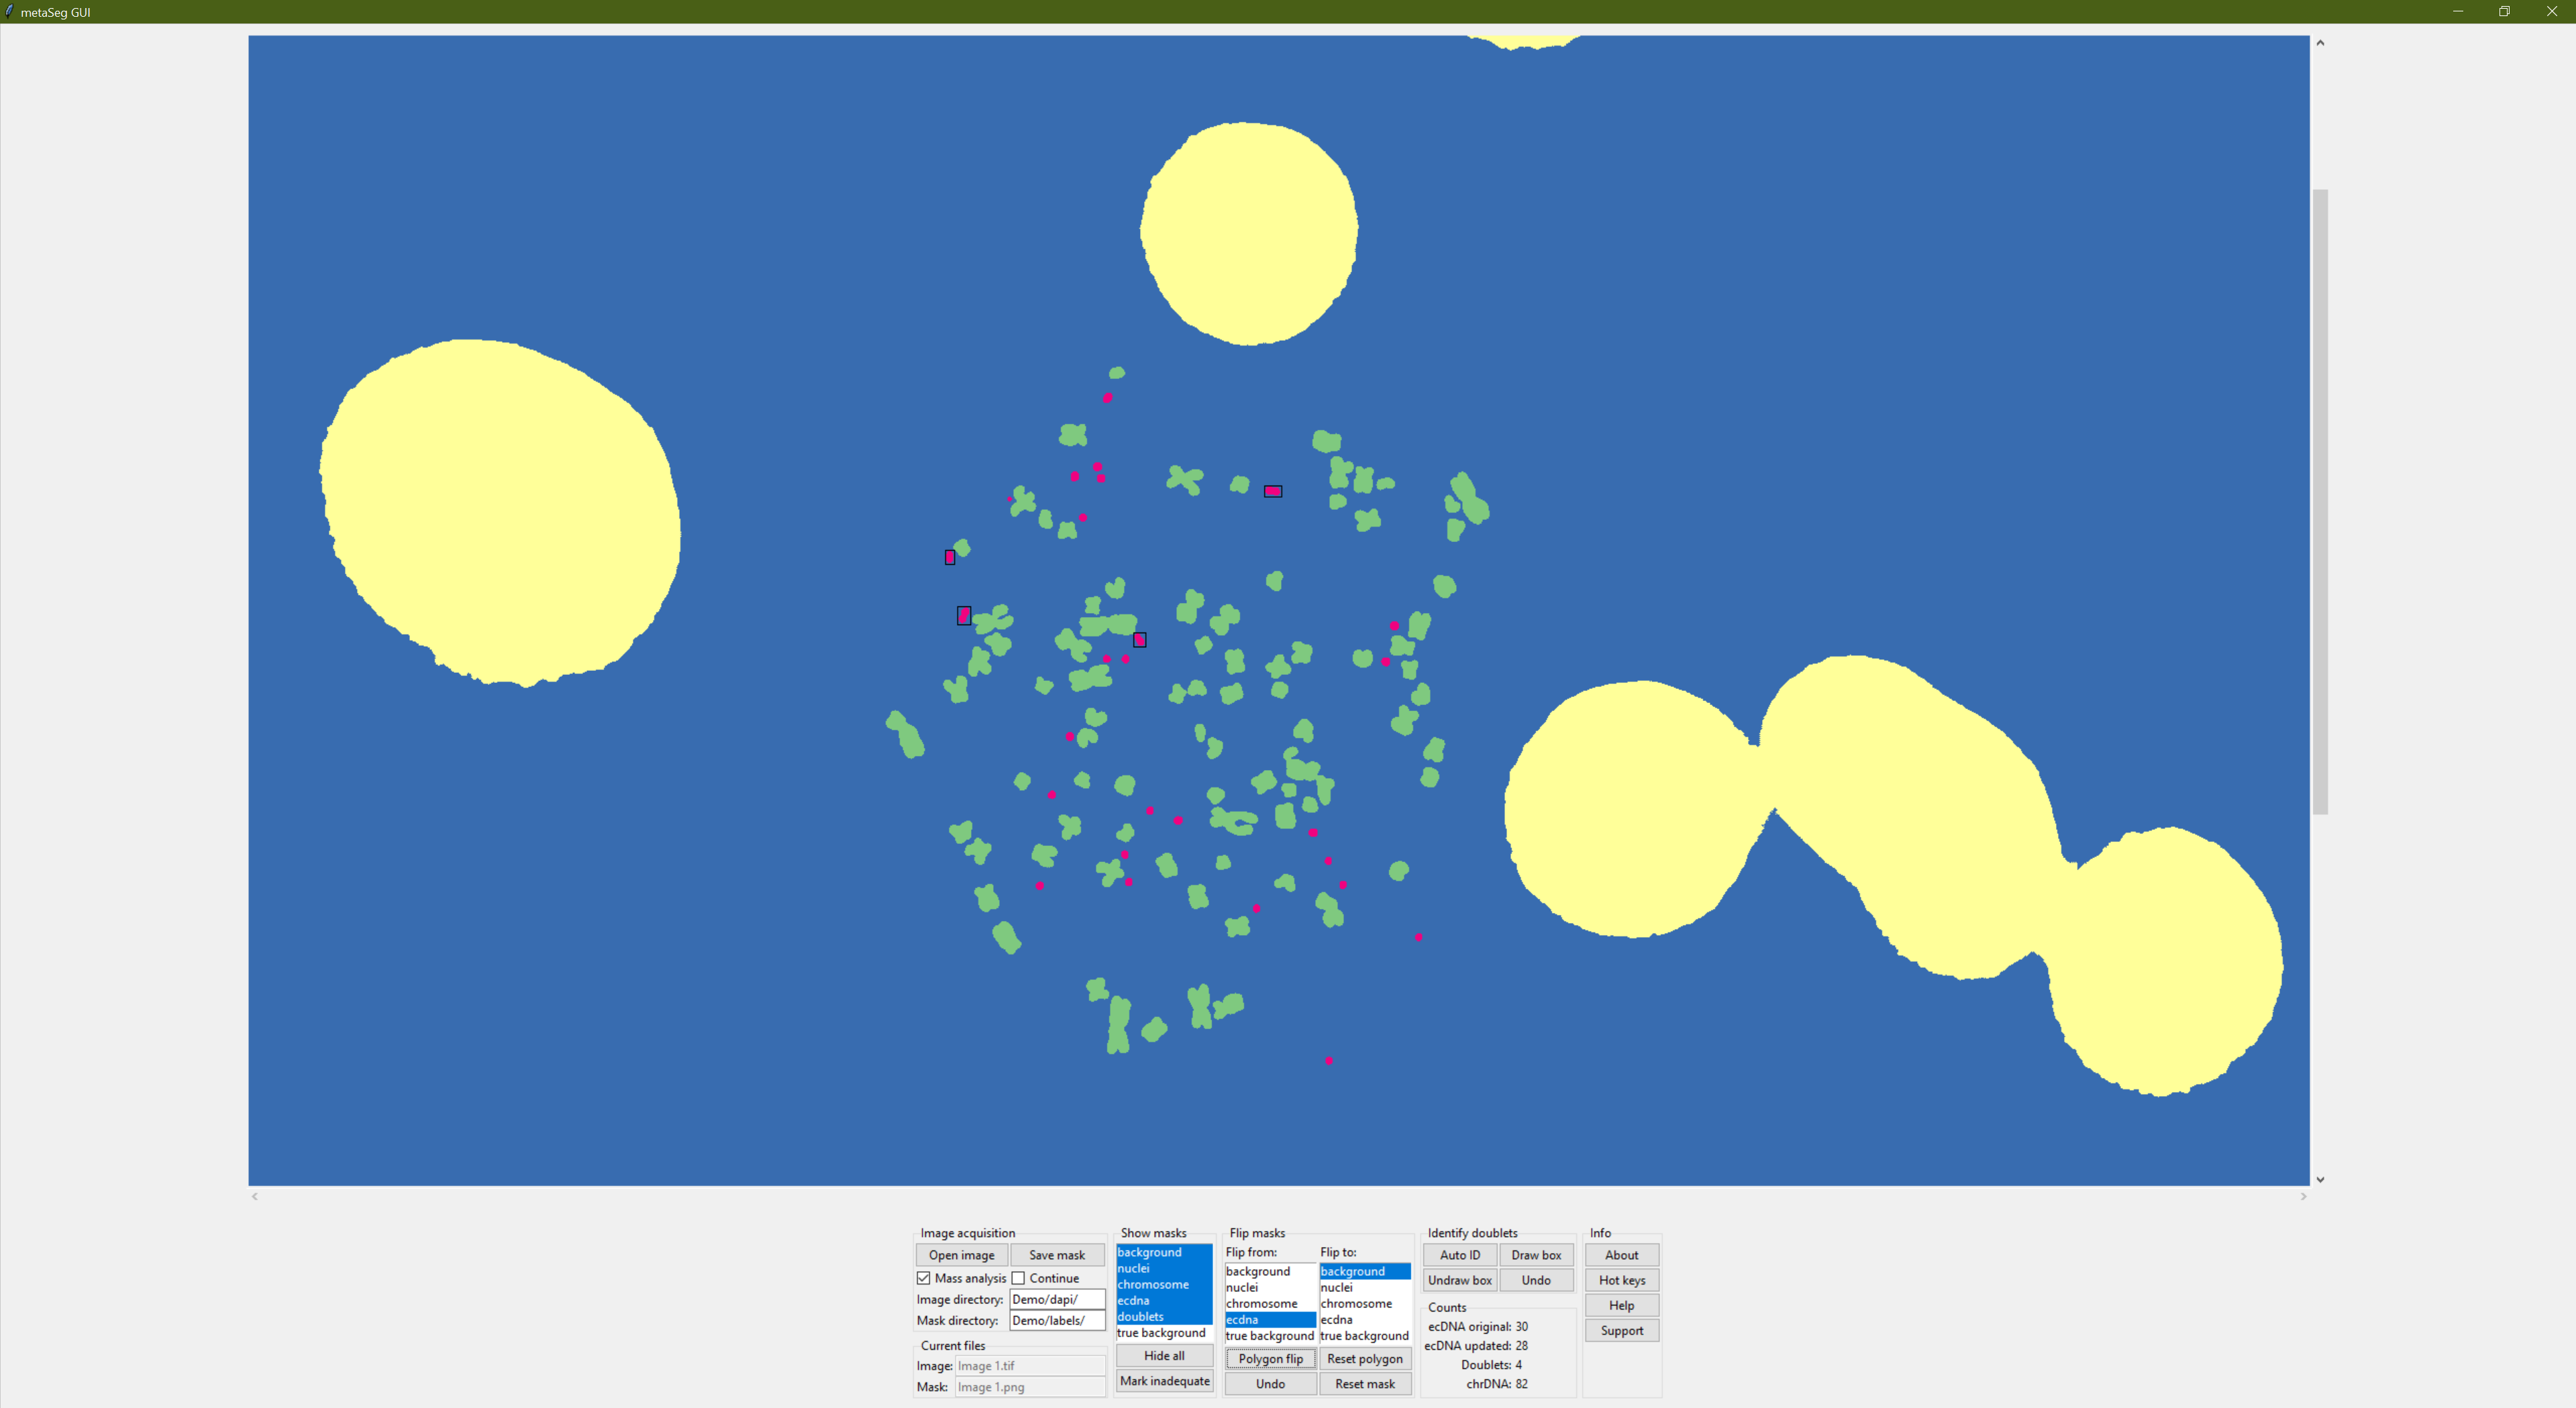 metaSeg GUI
Image acquisition
Open image
Save mask
Mass analysis
Continue
Image directory: Demo/dapi/
Mask directory: Demo/labels/
Current files
Image: Image 1.tif
Mask: Image 1.png
Show masks
background
nuclei
chromosome
ecdna
doublets
true background
Hide all
Mark inadequate
Flip masks
Flip from:
background
nuclei
chromosome
ecdna
true background
Flip to:
background
nuclei
chromosome
ecdna
true background
Polygon flip
Reset polygon
Undo
Reset mask
Identify doublets
Auto ID
Draw box
Undraw box
Undo
Counts
ecDNA original: 30
ecDNA updated: 28
Doublets: 4
chrDNA: 82
Info
About
Hot keys
Help
Support